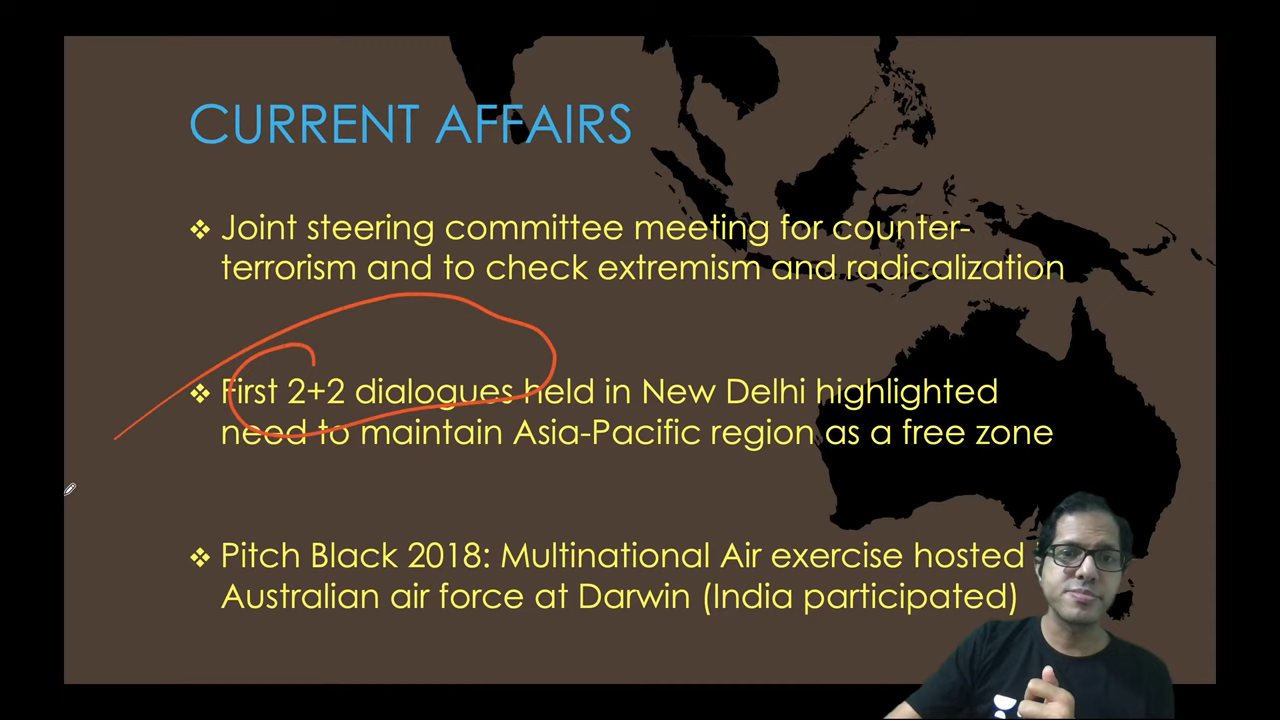 CURRENT AFFAIRS
❖ Joint steering committee meeting for counter-
terrorism and to check extremism and radicalization
❖ First 2+2 dialogues held in New Delhi highlighted
need to maintain Asia-Pacific region as a free zone
❖ Pitch Black 2018: Multinational Air exercise hosted
Australian air force at Darwin (India participated)